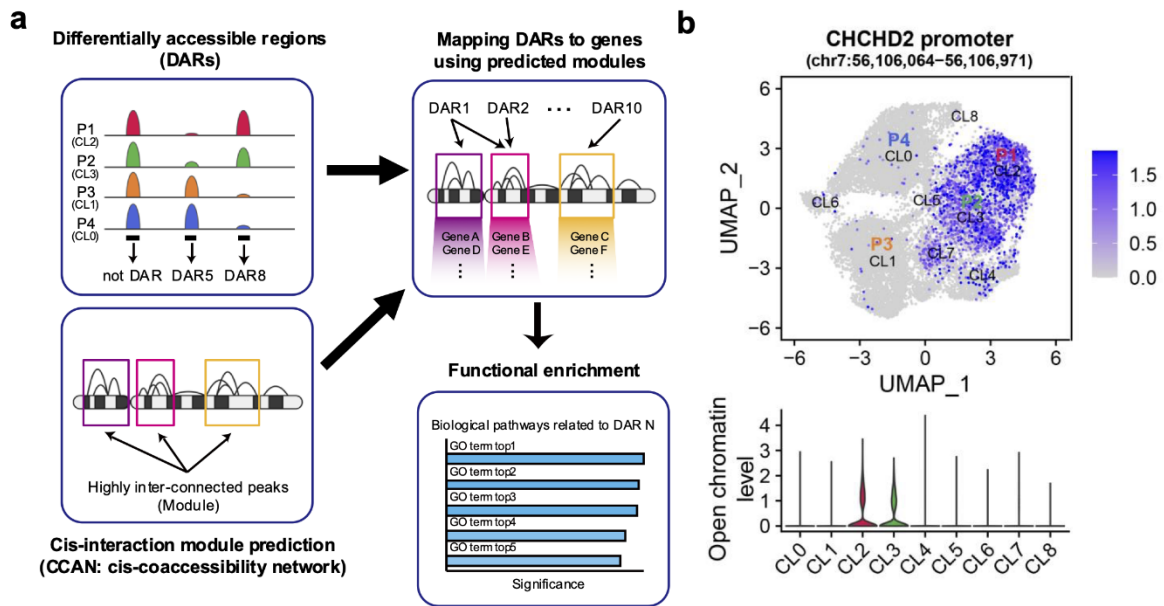 a
Differentially accessible regions
(DARs)
P1
(CL2)
P2
(CL3)
P3
(CL1)
P4
(CL0)
not DAR DAR5 DAR8
Highly inter-connected peaks
(Module)
Cis-interaction module prediction
(CCAN: cis-coaccessibility network)
Mapping DARs to genes
using predicted modules
DAR1 DAR2 ... DAR10
Gene A Gene B Gene C
Gene D Gene E Gene F
⋮ ⋮ ⋮
Functional enrichment
Biological pathways related to DAR N
GO term top1
GO term top2
GO term top3
GO term top4
GO term top5
Significance
b
CHCHD2 promoter
(chr7:56,106,064−56,106,971)
UMAP_2
6
3
0
−3
−6
CL8
P4
CL0
P1
CL2
CL6
CL5
P2
CL3
P3
CL1
CL7
CL4
−6 −3 0 3 6
UMAP_1
1.5
1.0
0.5
0.0
Open chromatin
level
4
3
2
1
0
CL0 CL1 CL2 CL3 CL4 CL5 CL6 CL7 CL8